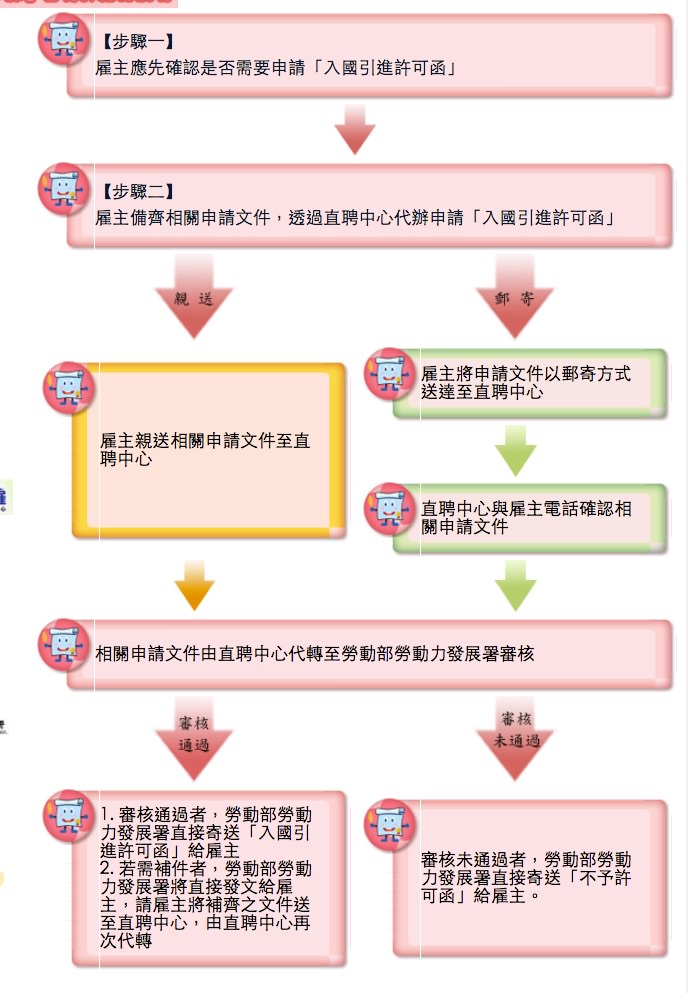 【步驟一】
雇主應先確認是否需要申請「入國引進許可函」
【步驟二】
雇主備齊相關申請文件，透過直聘中心代辦申請「入國引進許可函」
親 送
郵 寄
雇主親送相關申請文件至直
聘中心
雇主將申請文件以郵寄方式
送達至直聘中心
直聘中心與雇主電話確認相
關申請文件
相關申請文件由直聘中心代轉至勞動部勞動力發展署審核
審核
通過
審核
未通過
1. 審核通過者，勞動部勞動
力發展署直接寄送「入國引
進許可函」給雇主
2. 若需補件者，勞動部勞動
力發展署將直接發文給雇
主，請雇主將補齊之文件送
至直聘中心，由直聘中心再
次代轉
審核未通過者，勞動部勞動
力發展署直接寄送「不予許
可函」給雇主。